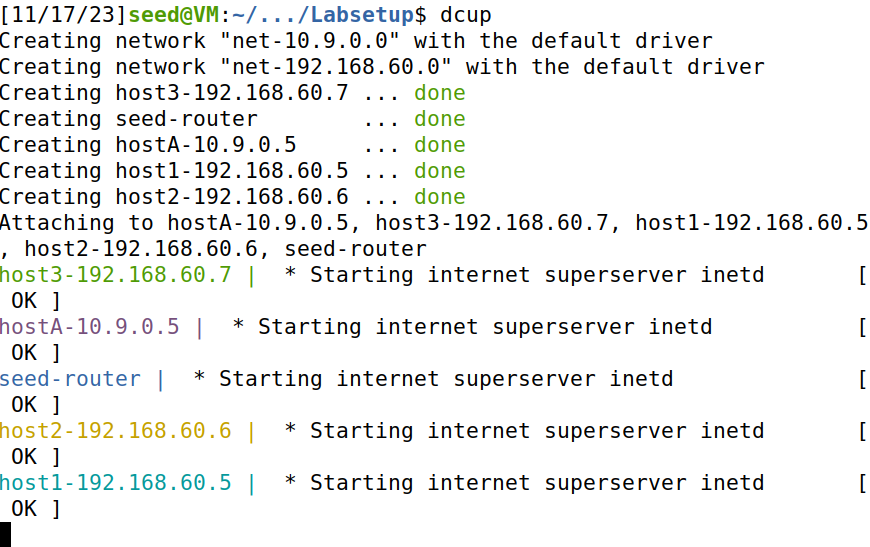 [11/17/23]seed@VM:~/.../Labsetup$ dcup
Creating network "net-10.9.0.0" with the default driver
Creating network "net-192.168.60.0" with the default driver
Creating host3-192.168.60.7 ... done
Creating seed-router        ... done
Creating hostA-10.9.0.5     ... done
Creating host1-192.168.60.5 ... done
Creating host2-192.168.60.6 ... done
Attaching to hostA-10.9.0.5, host3-192.168.60.7, host1-192.168.60.5
, host2-192.168.60.6, seed-router
host3-192.168.60.7 |  * Starting internet superserver inetd       [
 OK ]
hostA-10.9.0.5 |  * Starting internet superserver inetd           [
 OK ]
seed-router |  * Starting internet superserver inetd              [
 OK ]
host2-192.168.60.6 |  * Starting internet superserver inetd       [
 OK ]
host1-192.168.60.5 |  * Starting internet superserver inetd       [
 OK ]